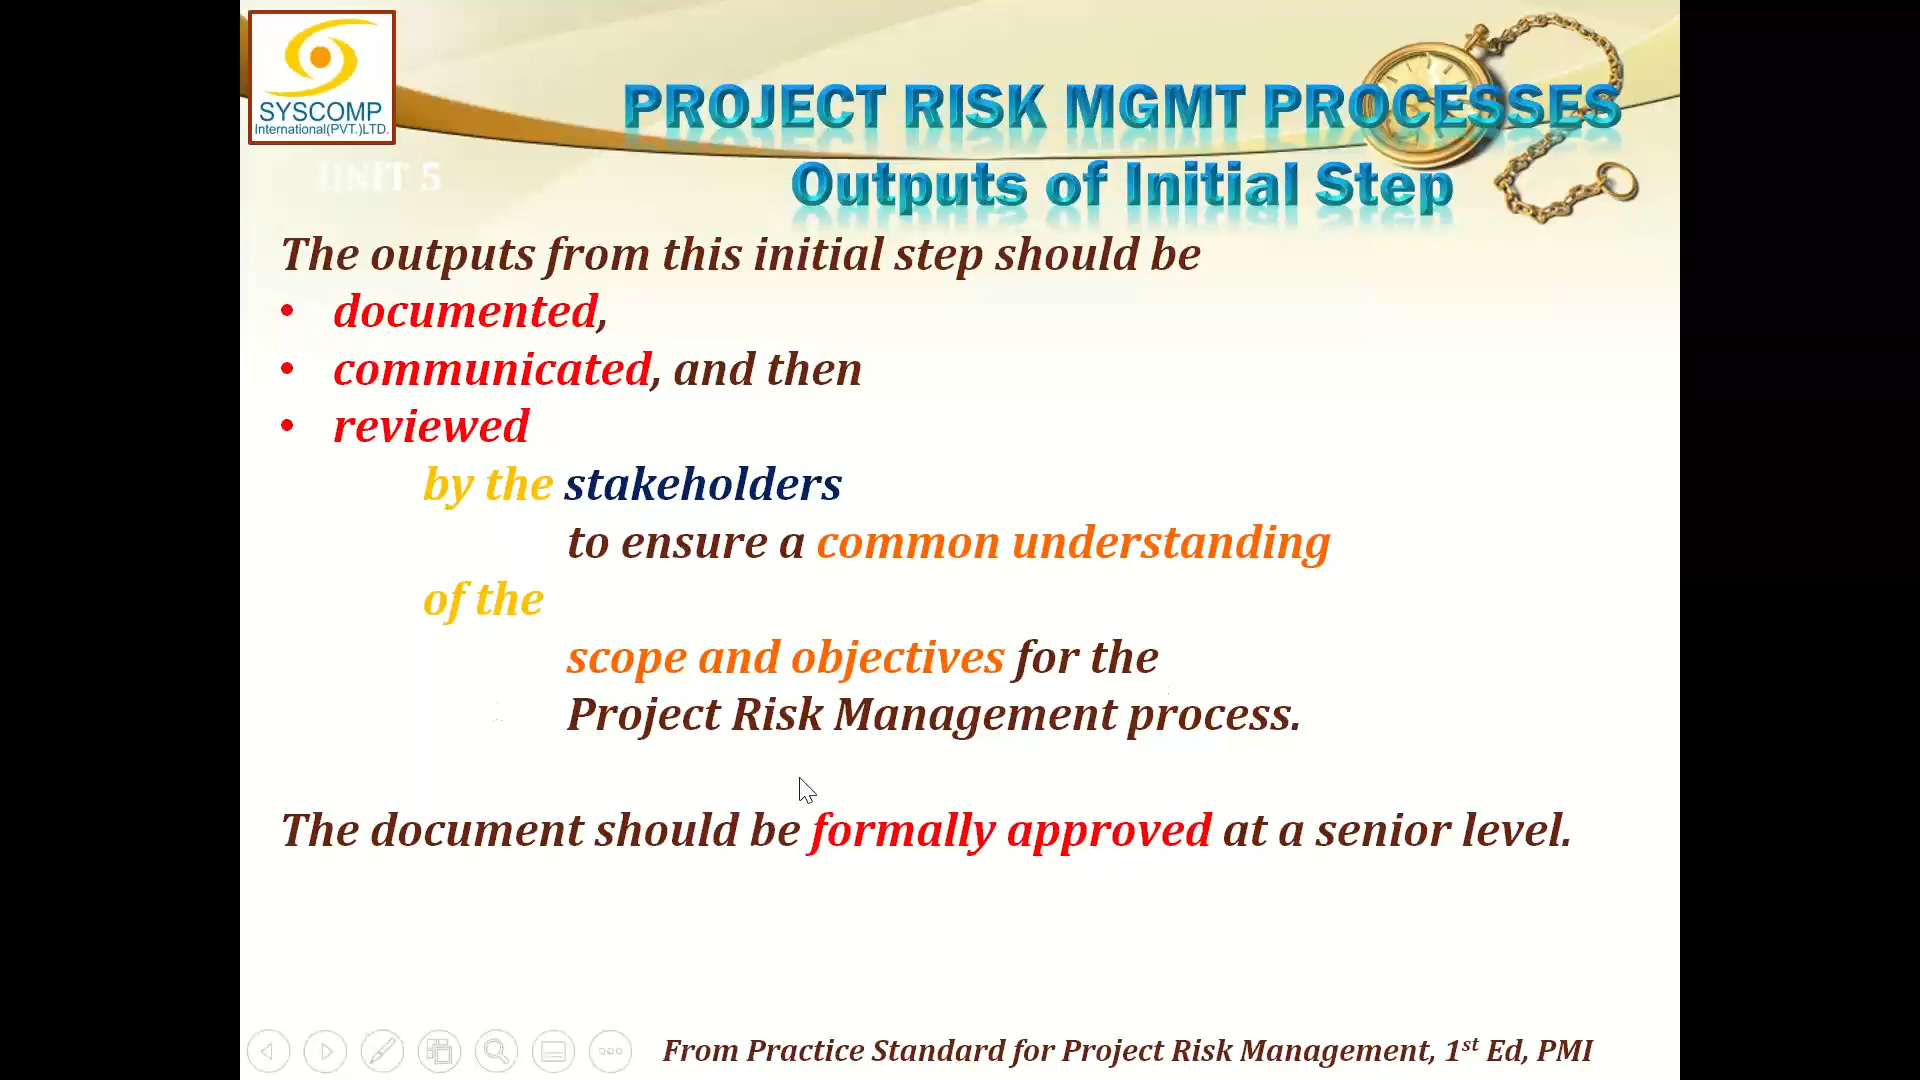 SYSCOMP
International(PVT.)LTD.
UNIT 5
PROJECT RISK MGMT PROCESSES
Outputs of Initial Step
The outputs from this initial step should be
• documented,
• communicated, and then
• reviewed
by the stakeholders
to ensure a common understanding
of the
scope and objectives for the
Project Risk Management process.
The document should be formally approved at a senior level.
From Practice Standard for Project Risk Management, 1st Ed, PMI